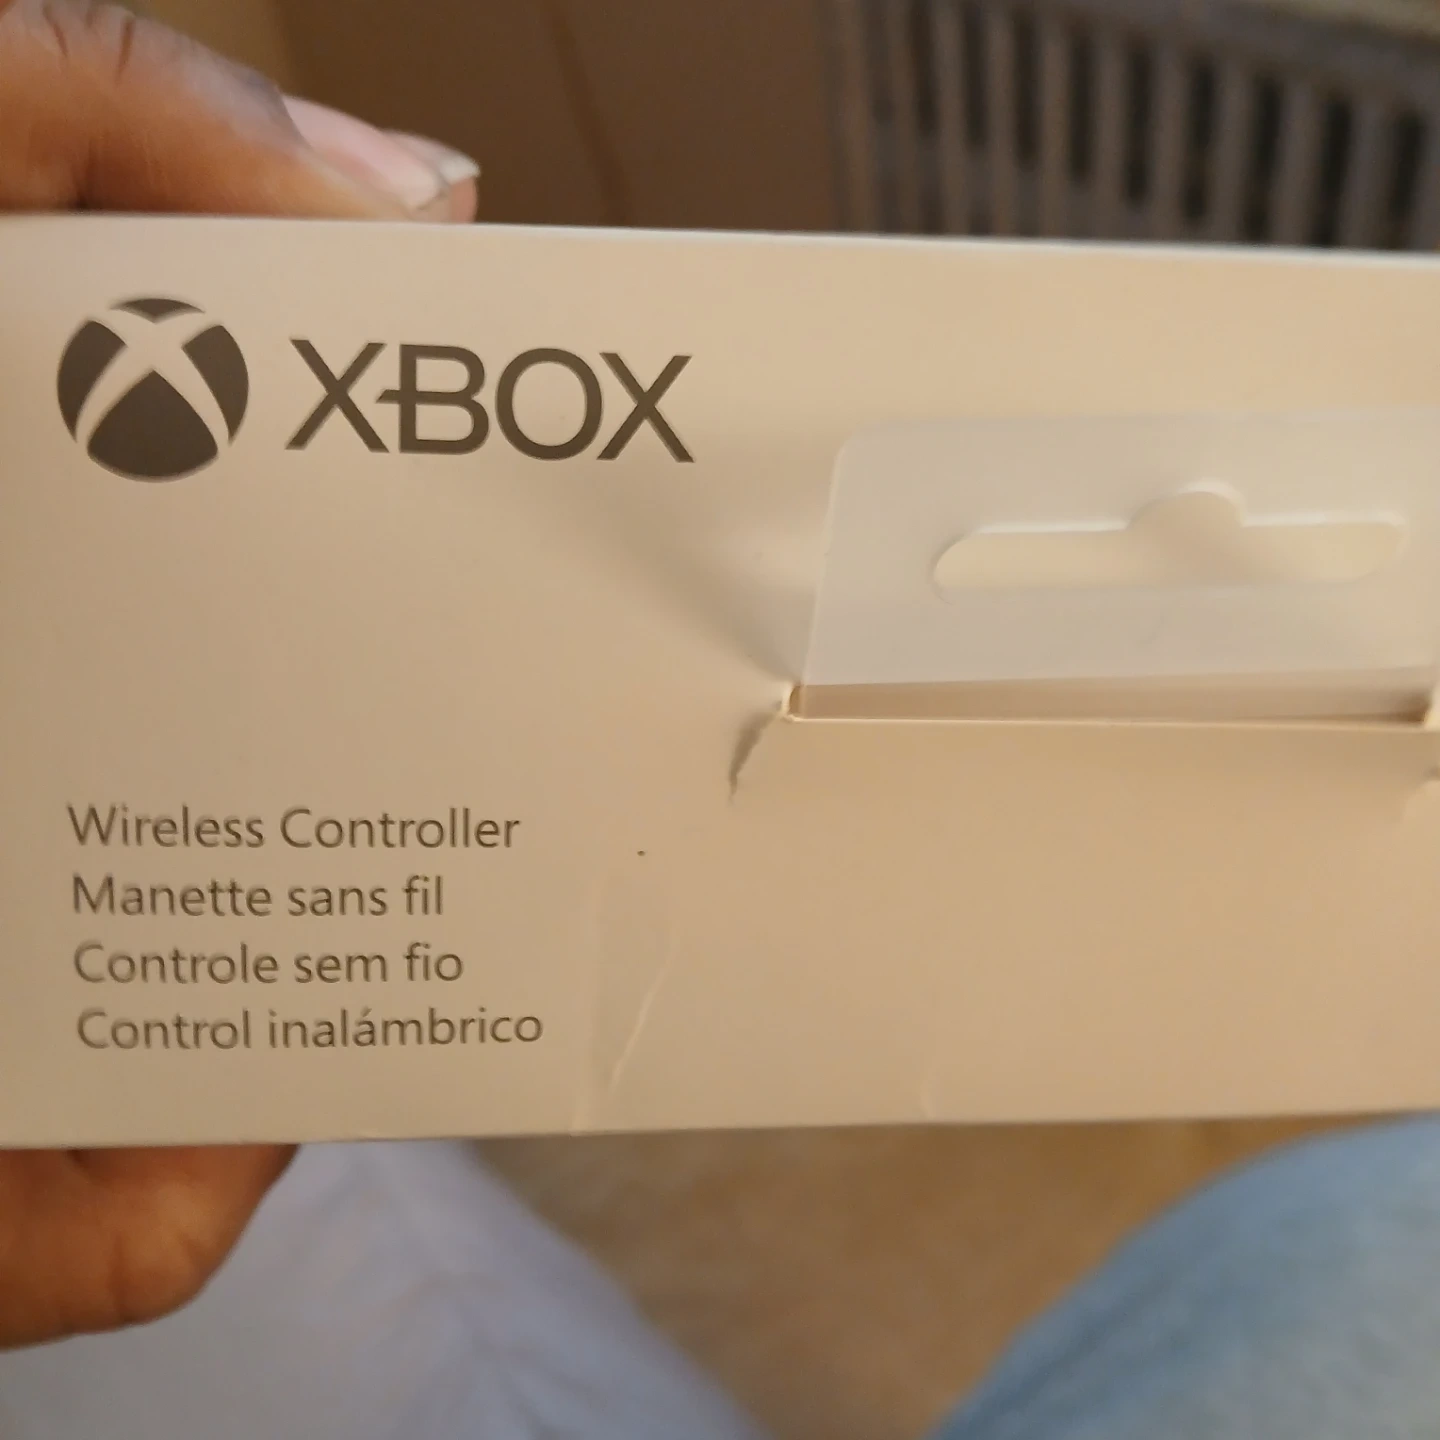 XBOX
Wireless Controller
Manette sans fil
Controle sem fio
Control inalámbrico